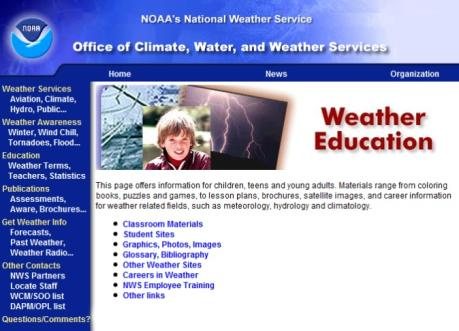 NOAA
NOAA's National Weather Service
Office of Climate, Water, and Weather Services
Home News Organization
Weather Services
Aviation, Climate,
Hydro, Public...
Weather Awareness
Winter, Wind Chill,
Tornadoes, Flood...
Education
Weather Terms,
Teachers, Statistics
Publications
Assessments,
Aware, Brochures...
Get Weather Info
Forecasts,
Past Weather,
Weather Radio...
Other Contacts
NWS Partners
Locate Staff
WCM/SOO list
DAPM/OPL list
Questions/Comments?
Weather
Education
This page offers information for children, teens and young adults. Materials range from coloring
books, puzzles and games, to lesson plans, brochures, satellite images, and career information
for weather related fields, such as meteorology, hydrology and climatology.
Classroom Materials
Student Sites
Graphics, Photos, Images
Glossary, Bibliography
Other Weather Sites
Careers in Weather
NWS Employee Training
Other links